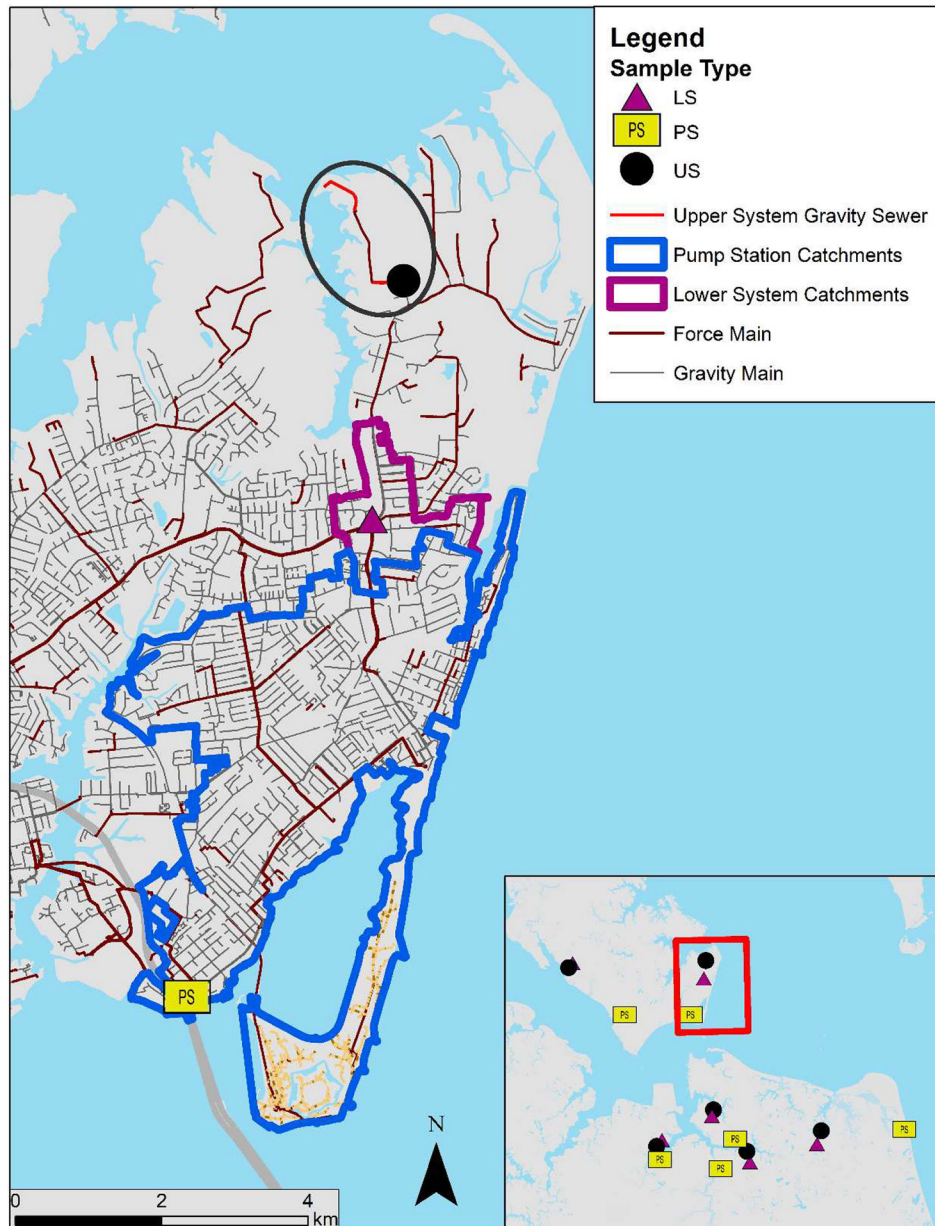 Legend
Sample Type
LS
PS PS
US
Upper System Gravity Sewer
Pump Station Catchments
Lower System Catchments
Force Main
Gravity Main
PS
N
0 2 4
km
PS PS
PS
PS
PS
PS